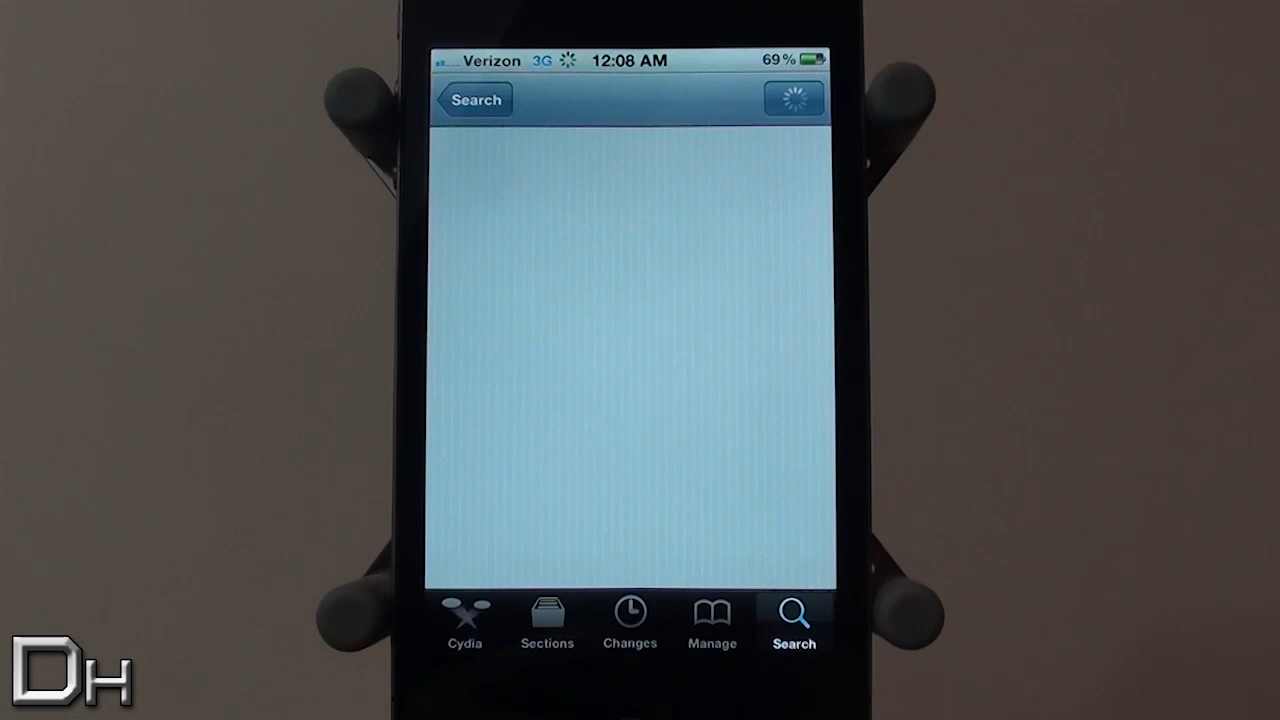 Verizon 3G 12:08 AM 69%
Search
Cydia Sections Changes Manage Search
DH